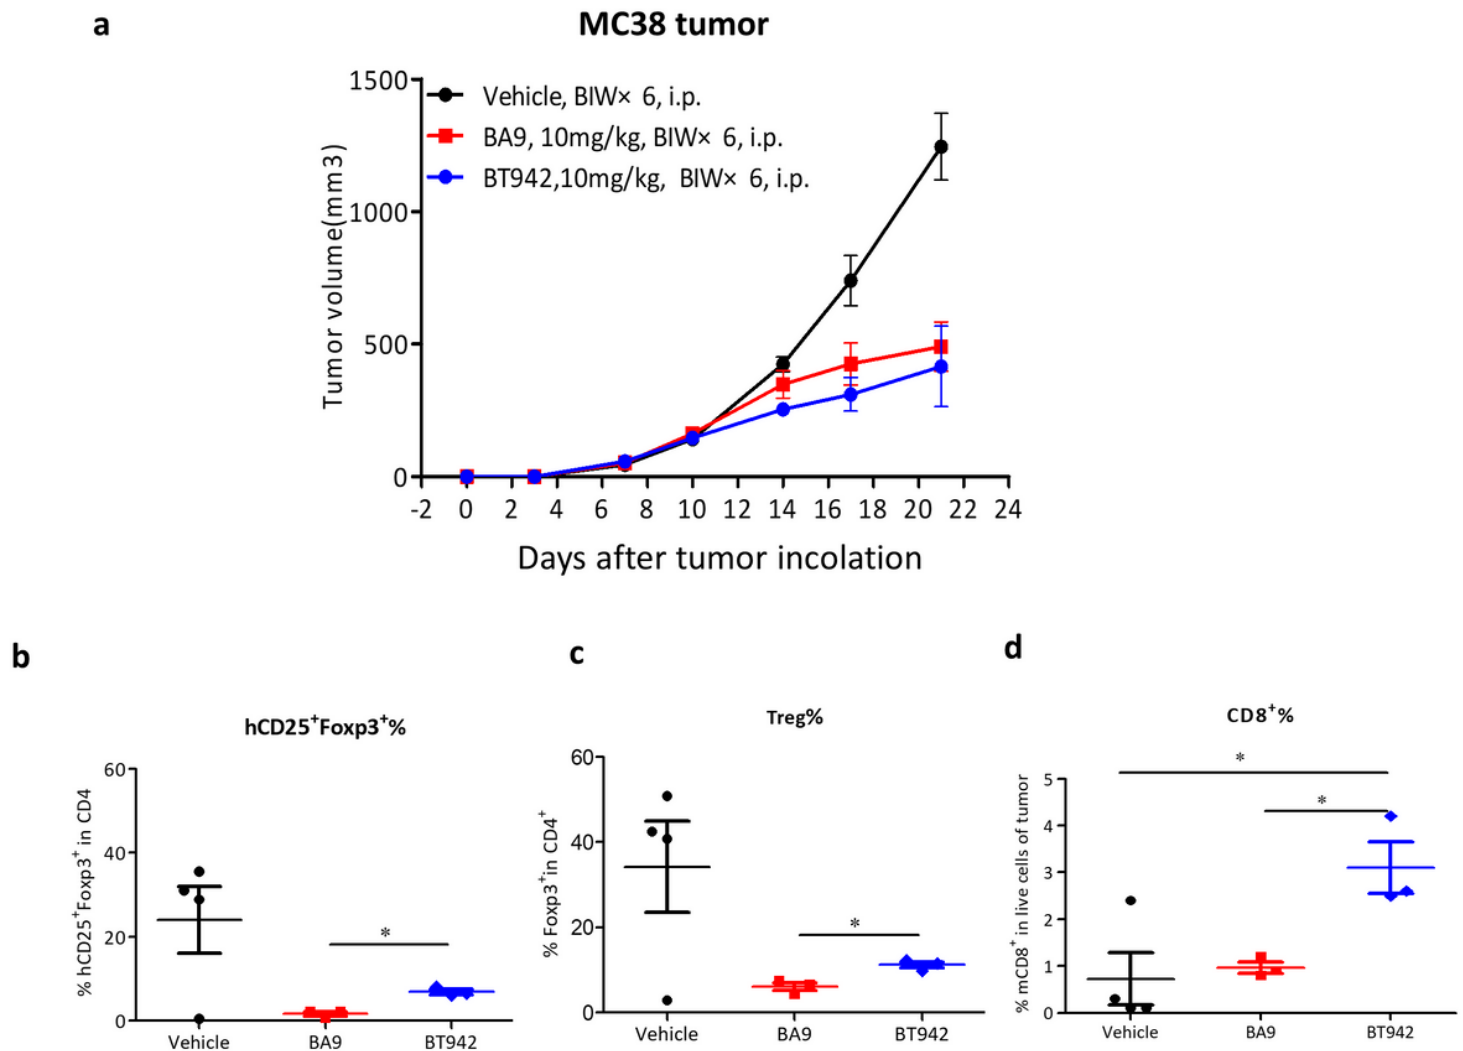 a
MC38 tumor
1500
1000
500
0
Tumor volume(mm3)
Vehicle, BIW× 6, i.p.
BA9, 10mg/kg, BIW× 6, i.p.
BT942,10mg/kg, BIW× 6, i.p.
-2 0 2 4 6 8 10 12 14 16 18 20 22 24
Days after tumor incolation
b
hCD25⁺Foxp3⁺%
60
40
20
0
% hCD25⁺Foxp3⁺ in CD4
*
Vehicle BA9 BT942
c
Treg%
60
40
20
0
% Foxp3⁺in CD4⁺
*
Vehicle BA9 BT942
d
CD8⁺%
5
4
3
2
1
0
% mCD8⁺ in live cells of tumor
*
*
Vehicle BA9 BT942